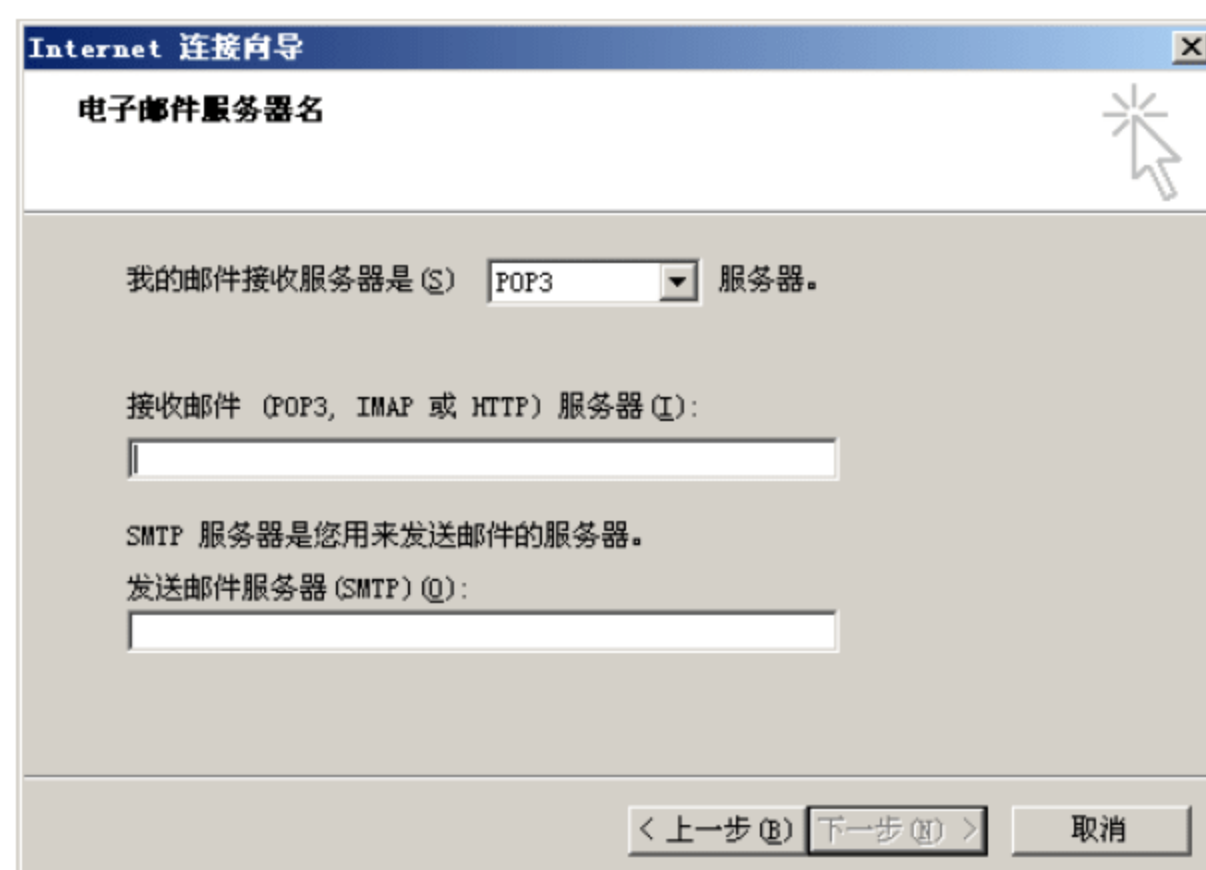 Internet 连接向导
电子邮件服务器名
我的邮件接收服务器是(S) POP3 服务器。
接收邮件 (POP3, IMAP 或 HTTP) 服务器(I):
SMTP 服务器是您用来发送邮件的服务器。
发送邮件服务器(SMTP)(O):
< 上一步(B) 下一步(N) > 取消